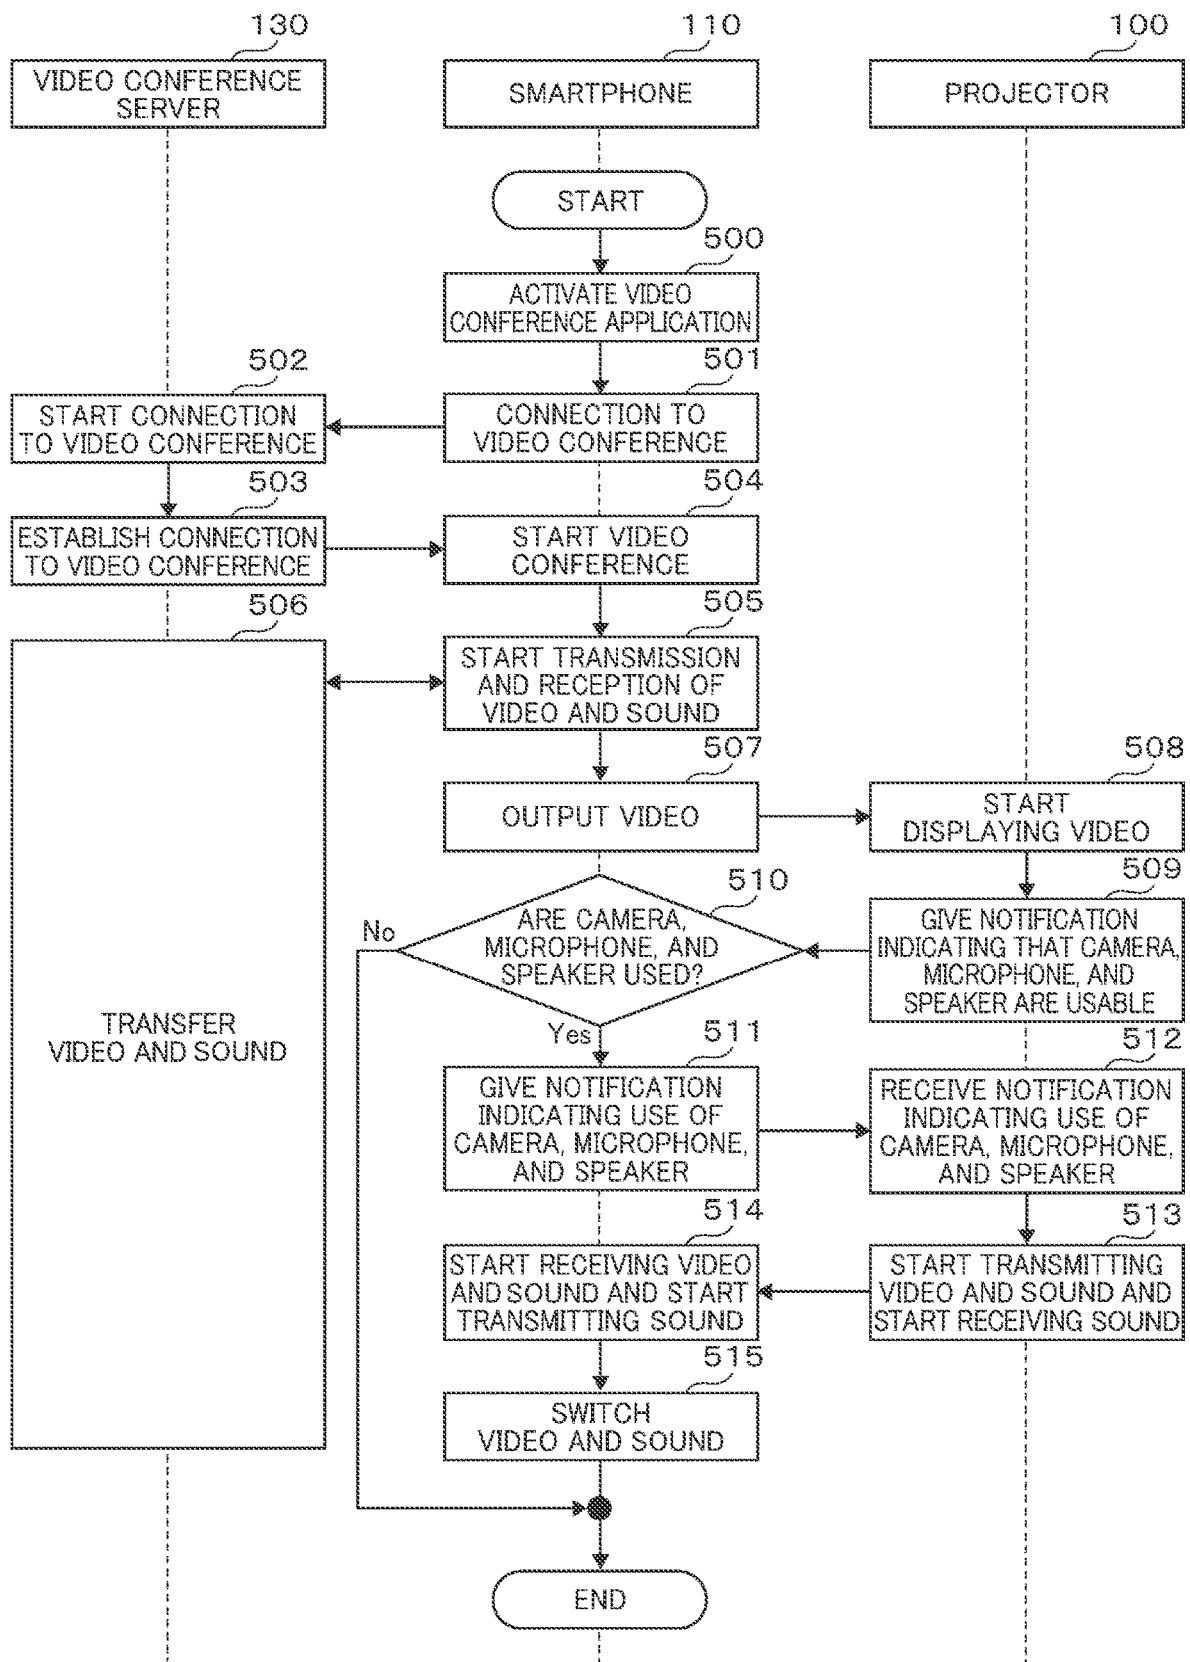 130
110
100
VIDEO CONFERENCE
SERVER
SMARTPHONE
PROJECTOR
START
500
ACTIVATE VIDEO
CONFERENCE APPLICATION
502
501
START CONNECTION
TO VIDEO CONFERENCE
CONNECTION TO
VIDEO CONFERENCE
503
504
ESTABLISH CONNECTION
TO VIDEO CONFERENCE
START VIDEO
CONFERENCE
506
505
START TRANSMISSION
AND RECEPTION OF
VIDEO AND SOUND
507
508
OUTPUT VIDEO
START
DISPLAYING VIDEO
510
509
No
ARE CAMERA,
MICROPHONE, AND
SPEAKER USED?
GIVE NOTIFICATION
INDICATING THAT CAMERA,
MICROPHONE, AND
SPEAKER ARE USABLE
TRANSFER
VIDEO AND SOUND
Yes
511
512
GIVE NOTIFICATION
INDICATING USE OF
CAMERA, MICROPHONE,
AND SPEAKER
RECEIVE NOTIFICATION
INDICATING USE OF
CAMERA, MICROPHONE,
AND SPEAKER
514
513
START RECEIVING VIDEO
AND SOUND AND START
TRANSMITTING SOUND
START TRANSMITTING
VIDEO AND SOUND AND
START RECEIVING SOUND
515
SWITCH
VIDEO AND SOUND
END